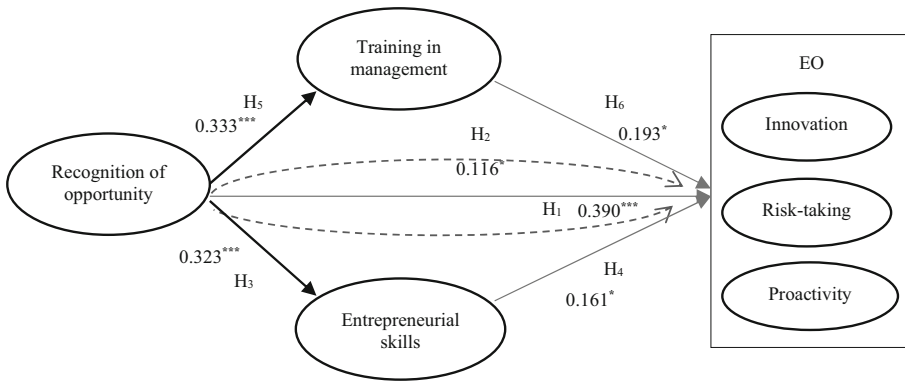 Training in
management
EO
H₅
0.333***
H₆
0.193*
Innovation
H₂
0.116*
Recognition of
opportunity
H₁ 0.390***
Risk-taking
0.323***
H₃
H₄
0.161*
Proactivity
Entrepreneurial
skills